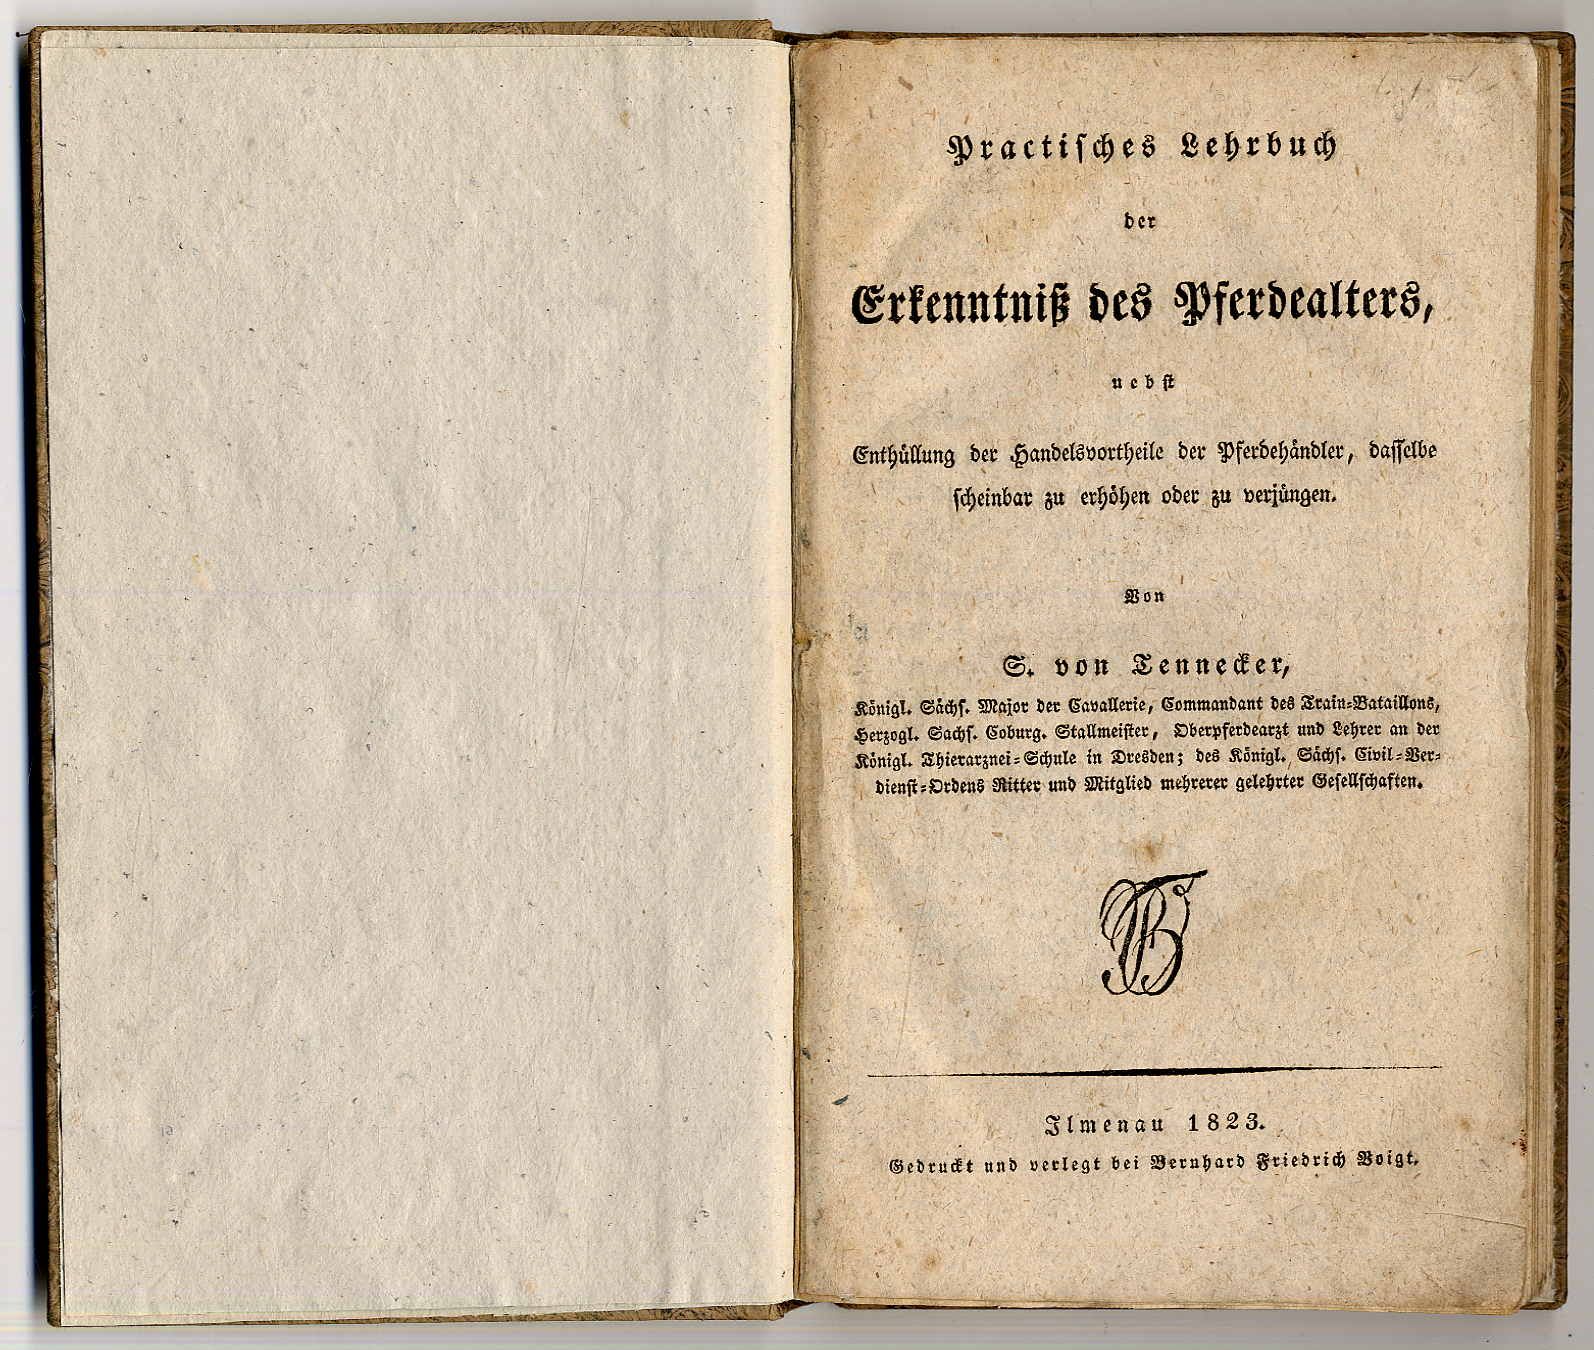 Practiſches Lehrbuch
der
Erkenntniß des Pferdealters,
nebſt
Enthüllung der Handelsvortheile der Pferdehändler, daſſelbe
ſcheinbar zu erhöhen oder zu verjüngen.
Von
S. von Tennecker,
Königl. Sächſ. Major der Cavallerie, Commandant des Train-Bataillons,
Herzogl. Sachſ. Coburg. Stallmeiſter, Oberpferdearzt und Lehrer an der
Königl. Thierarznei-Schule in Dresden; des Königl. Sächſ. Civil-Ver-
dienſt-Ordens Ritter und Mitglied mehrerer gelehrter Geſellſchaften.
Ilmenau 1823.
Gedruckt und verlegt bei Bernhard Friedrich Voigt.